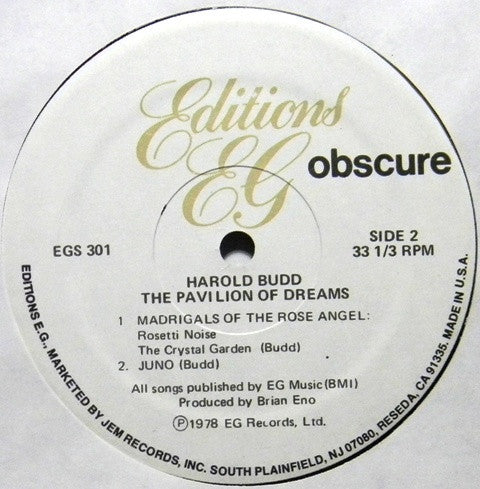 Editions
EG
obscure
EGS 301
SIDE 2
33 1/3 RPM
HAROLD BUDD
THE PAVILION OF DREAMS
1 MADRIGALS OF THE ROSE ANGEL:
Rosetti Noise
The Crystal Garden (Budd)
2. JUNO (Budd)
All songs published by EG Music(BMI)
Produced by Brian Eno
Ⓟ1978 EG Records, Ltd.
EDITIONS E.G., MARKETED BY JEM RECORDS, INC. SOUTH PLAINFIELD, NJ 07080, RESEDA, CA 91335. MADE IN U.S.A.